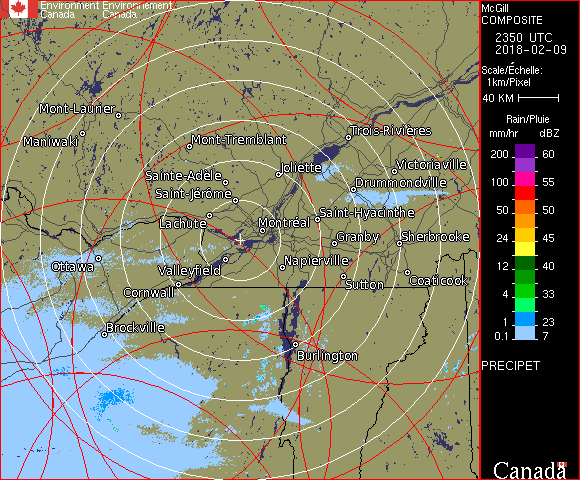 Environment Environnement
Canada Canada
McGill
COMPOSITE
2350 UTC
2018-02-09
Scale/Échelle:
1km/Pixel
40 KM
Rain/Pluie
mm/hr dBZ
200 60
55
100 55
50 50
24 45
12 40
4 33
1 23
0.1 7
PRECIPET
Canada
Mont-Laurier
Maniwaki
Mont-Tremblant
Trois-Rivières
Joliette
Victoriaville
Sainte-Adèle
Drummondville
Saint-Jérôme
Saint-Hyacinthe
Lachute
Montréal
Granby
Sherbrooke
Ottawa
Valleyfield
Napierville
Cornwall
Sutton
Coaticook
Brockville
Burlington